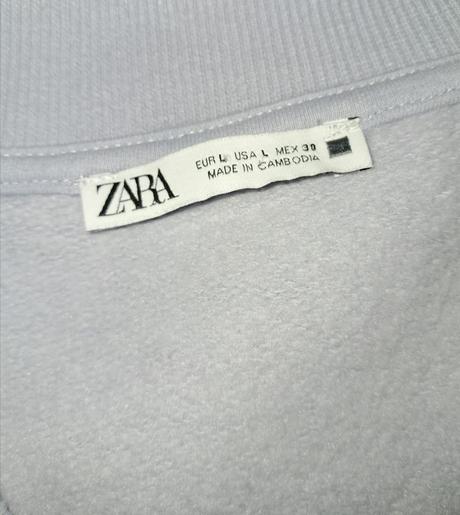 ZARA
EUR L USA L MEX 30
MADE IN CAMBODIA